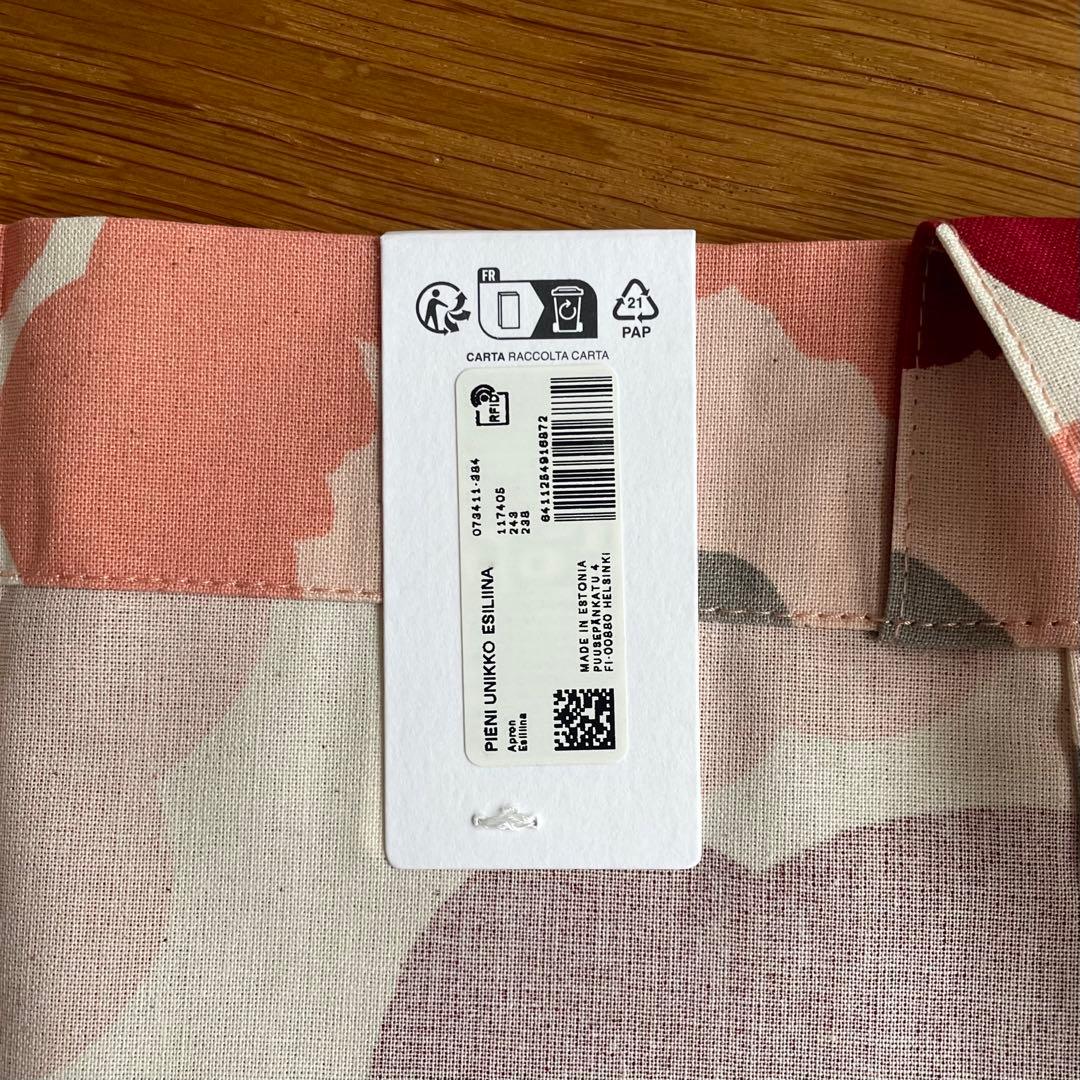 FR
21
PAP
CARTA RACCOLTA CARTA
RFID
PIENI UNIKKO ESILIINA
Apron
Esiliina
073411-384
117405
243
238
6411254916872
MADE IN ESTONIA
PUUSEPÄNKATU 4
FI-00880 HELSINKI